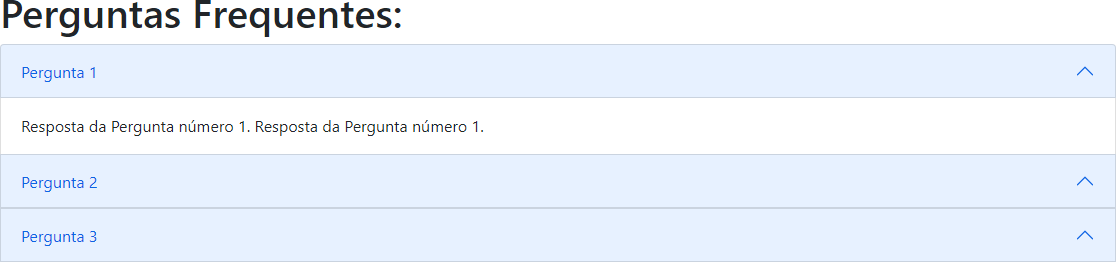 Perguntas Frequentes:
Pergunta 1
Resposta da Pergunta número 1. Resposta da Pergunta número 1.
Pergunta 2
Pergunta 3